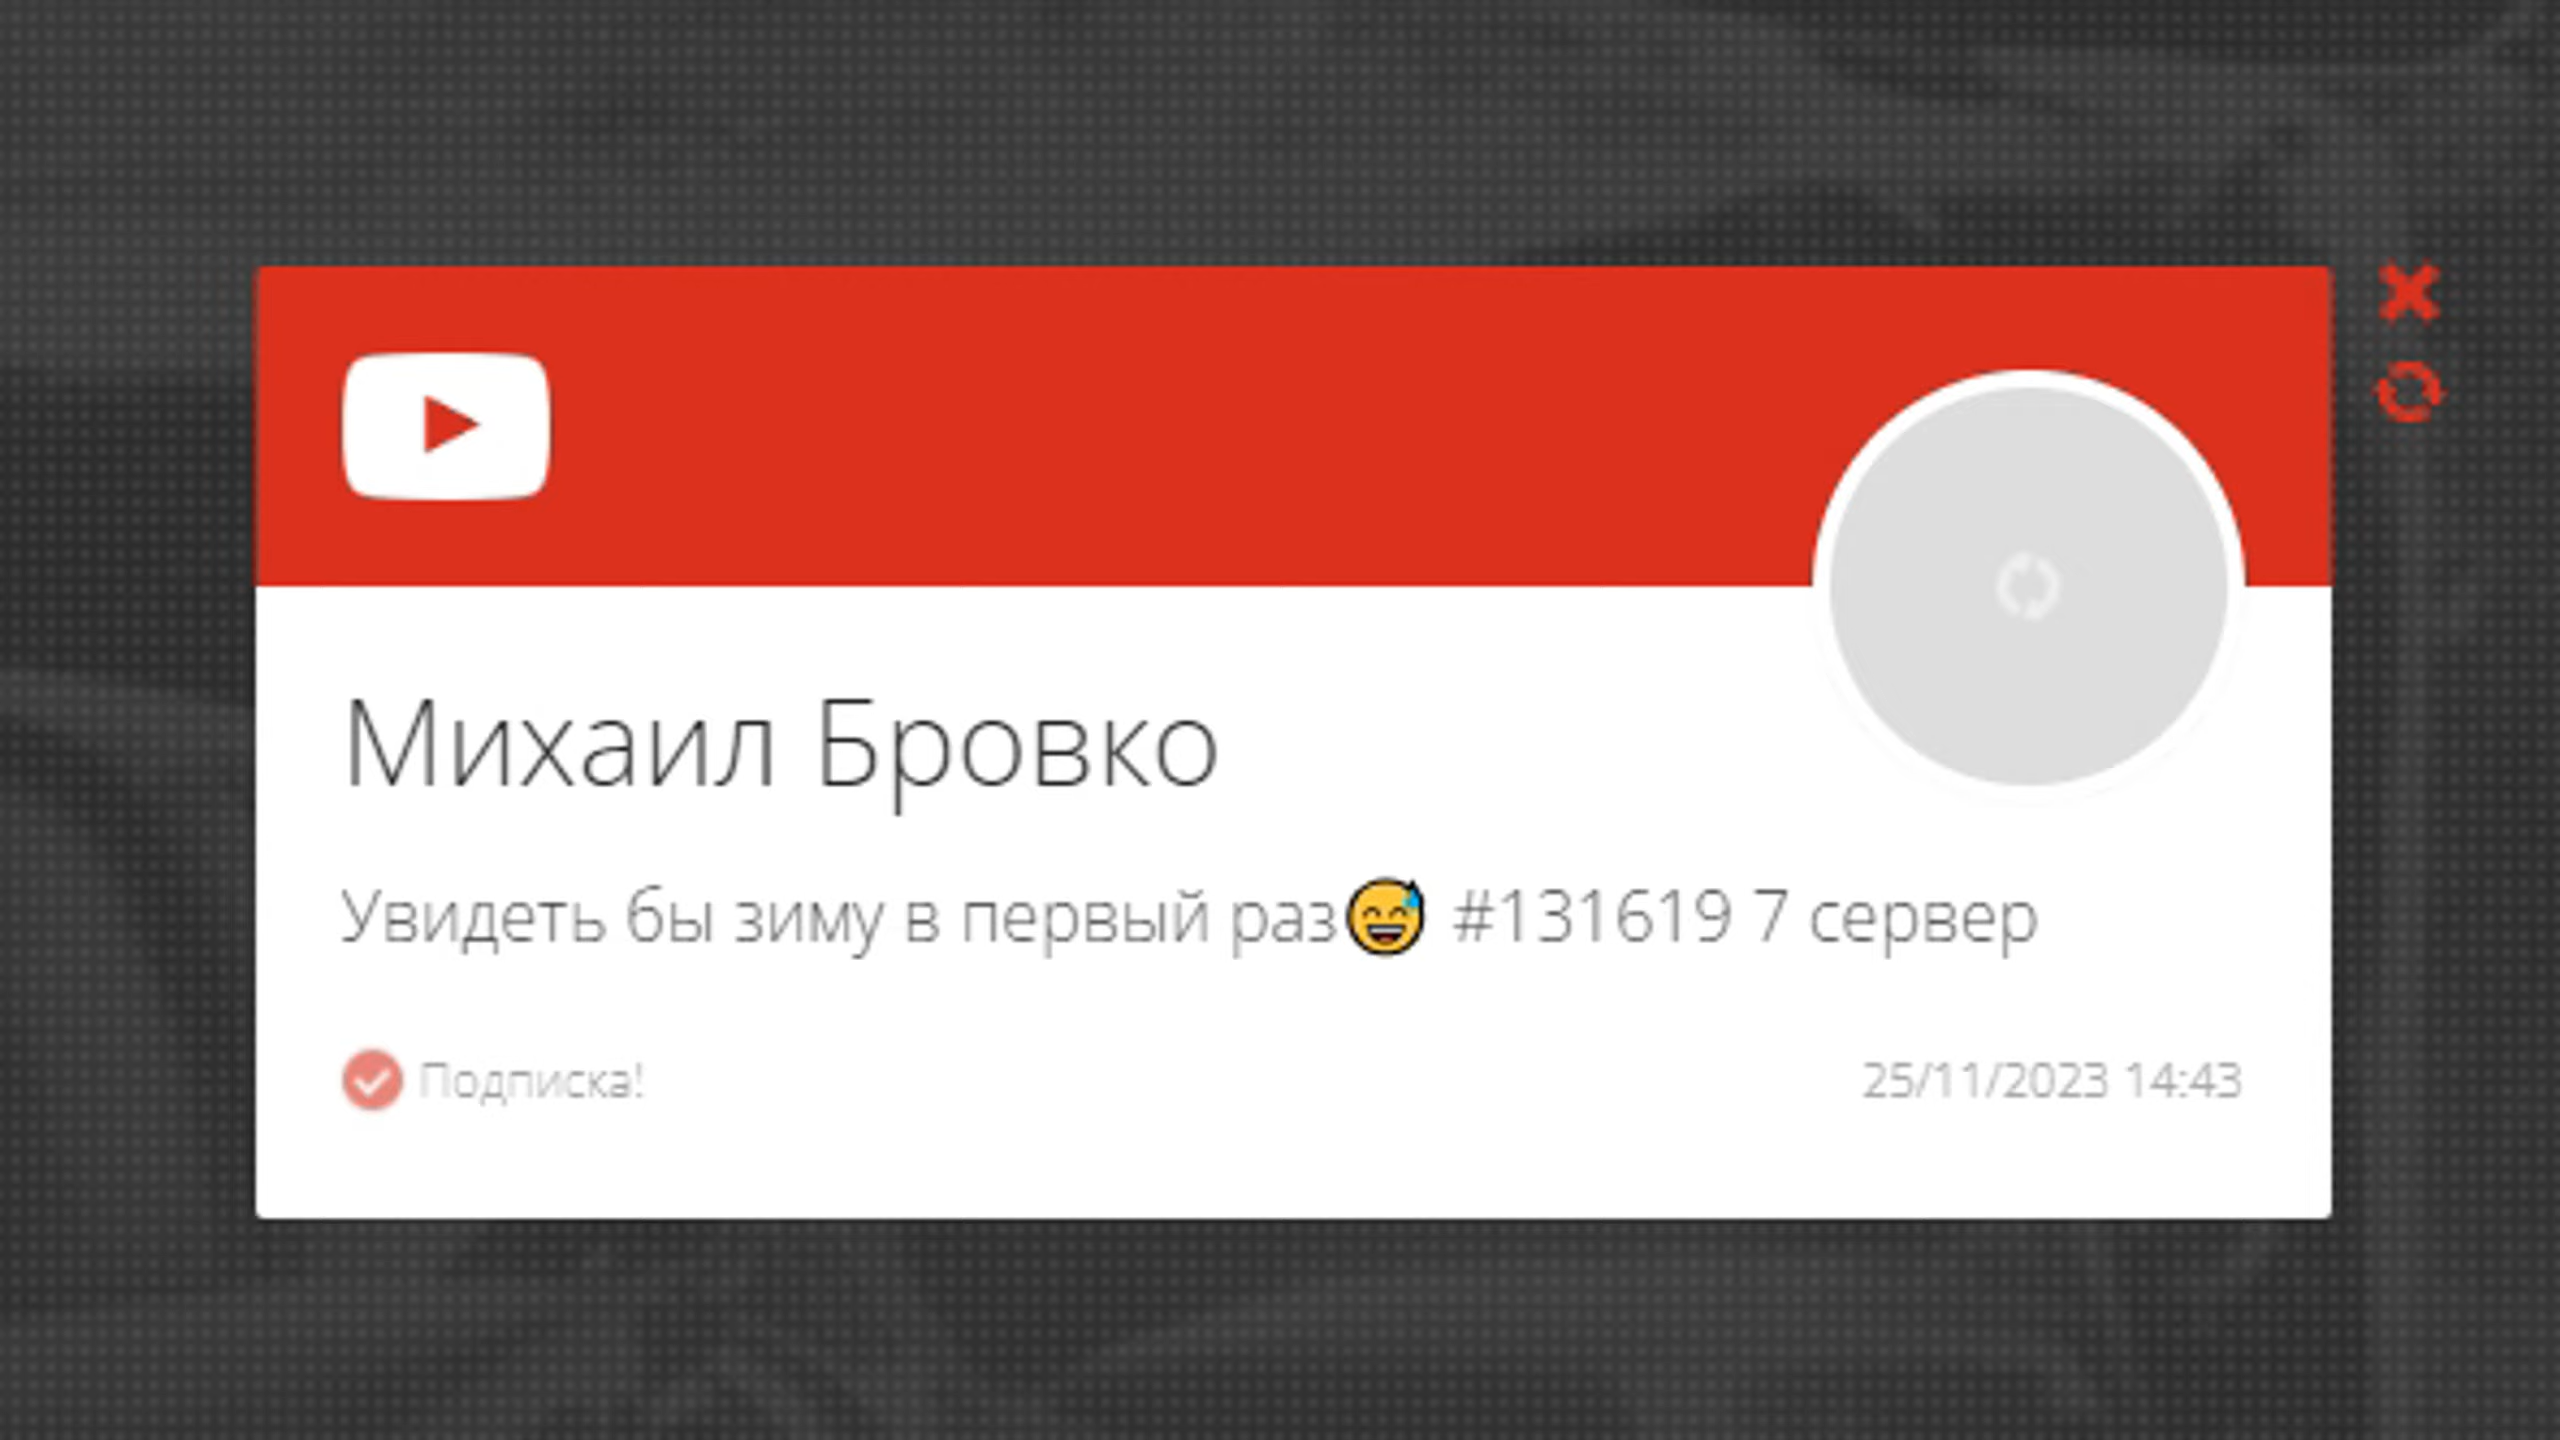 Михаил Бровко
Увидеть бы зиму в первый раз😅 #131619 7 сервер
Подписка! 25/11/2023 14:43